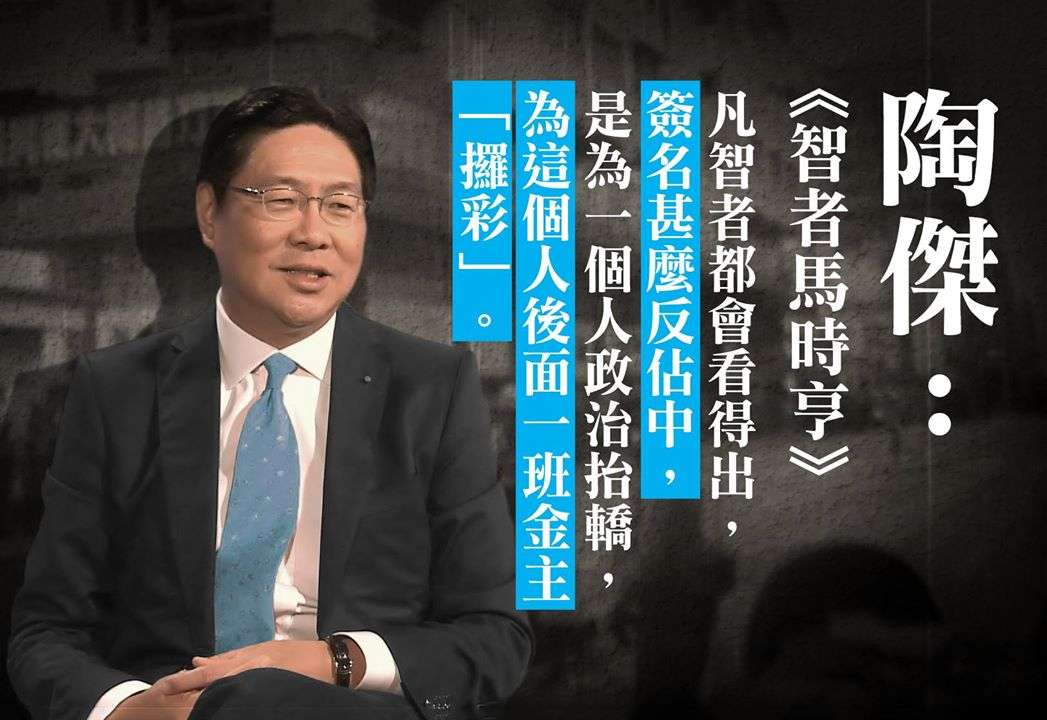 陶傑：
《智者馬時亨》
凡智者都會看得出，
簽名甚麼反佔中，
是為一個人政治抬轎，
為這個人後面一班金主
「攞彩」。